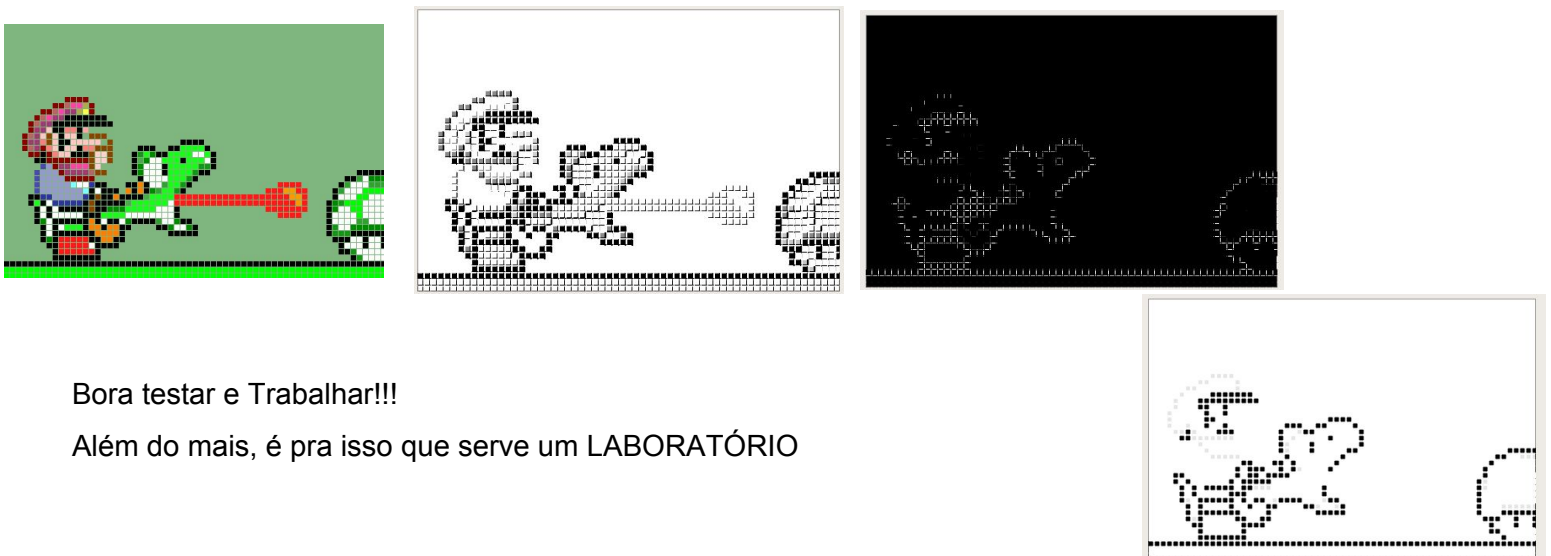 Bora testar e Trabalhar!!!
Além do mais, é pra isso que serve um LABORATÓRIO